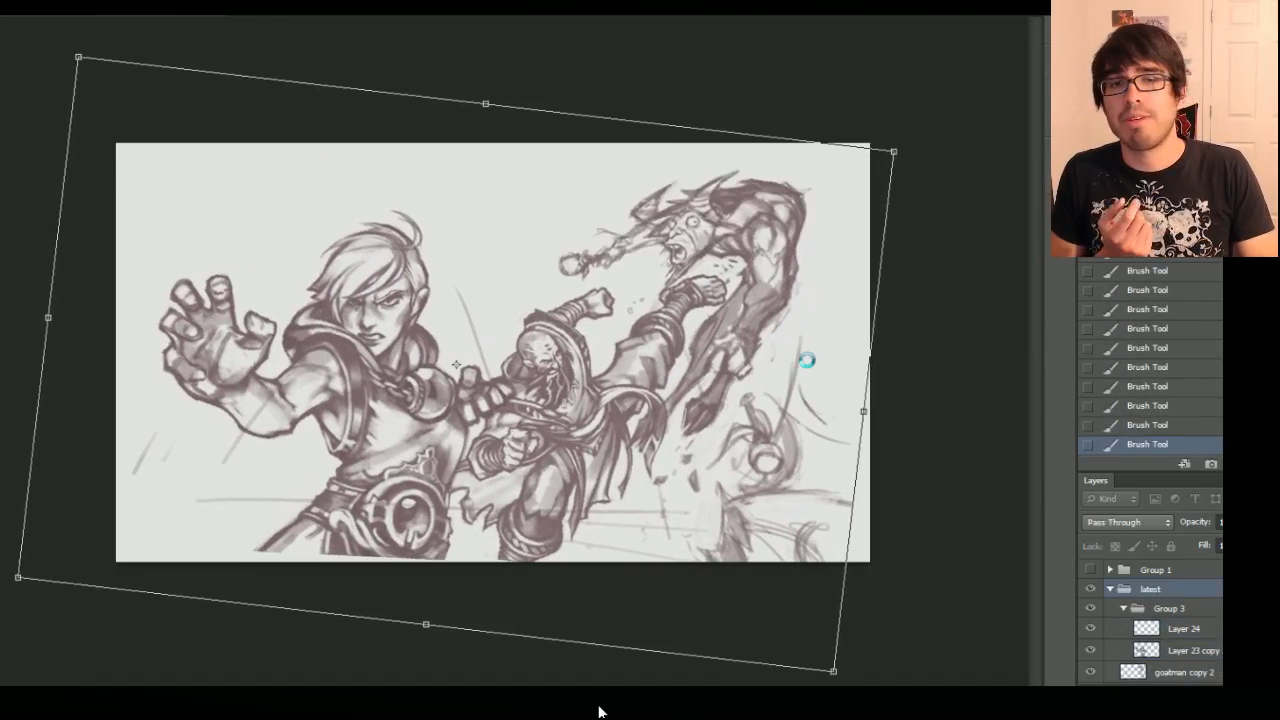 Brush Tool
Brush Tool
Brush Tool
Brush Tool
Brush Tool
Brush Tool
Brush Tool
Brush Tool
Brush Tool
Brush Tool
Layers
Kind
Pass Through Opacity: 1
Lock: Fill: 1
Group 1
latest
Group 3
Layer 24
Layer 23 copy
goatman copy 2